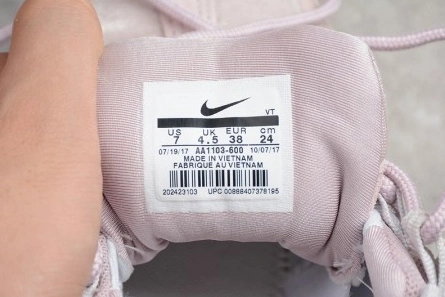 VT
US UK EUR cm
7 4.5 38 24
07/19/17 AA1103-600 10/07/17
MADE IN VIETNAM
FABRIQUE AU VIETNAM
202423103 UPC 00888407378195